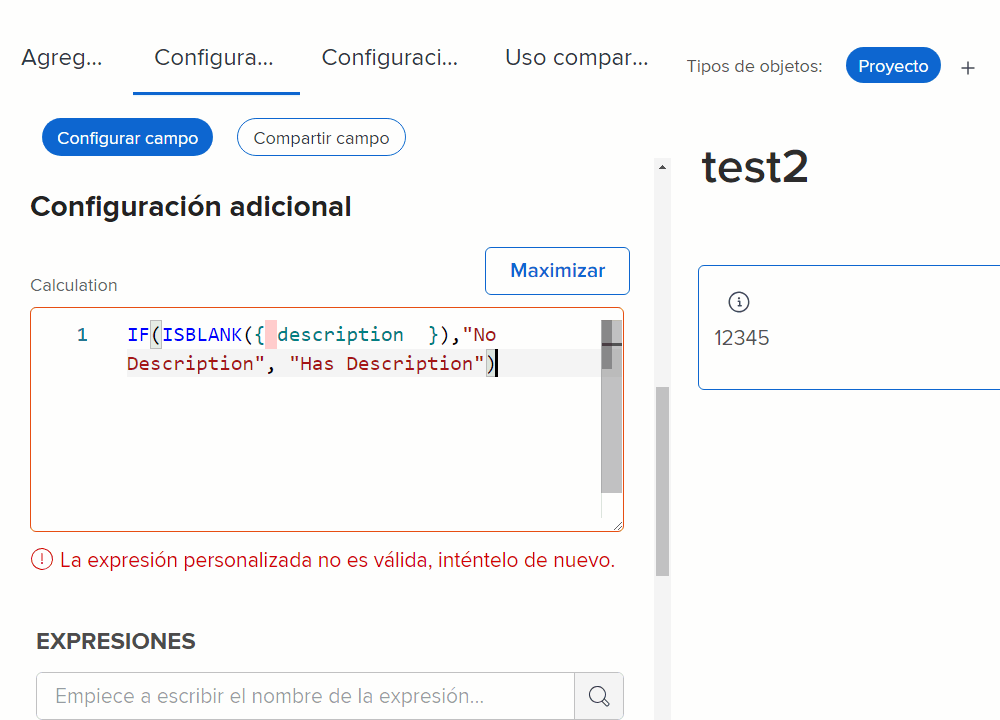 Agreg...
Configura...
Configuraci...
Uso compar...
Tipos de objetos:
Proyecto
+
Configurar campo
Compartir campo
test2
Configuración adicional
Maximizar
Calculation
12345
1 IF(ISBLANK({ description  }),"No
Description", "Has Description")
La expresión personalizada no es válida, inténtelo de nuevo.
EXPRESIONES
Empiece a escribir el nombre de la expresión...